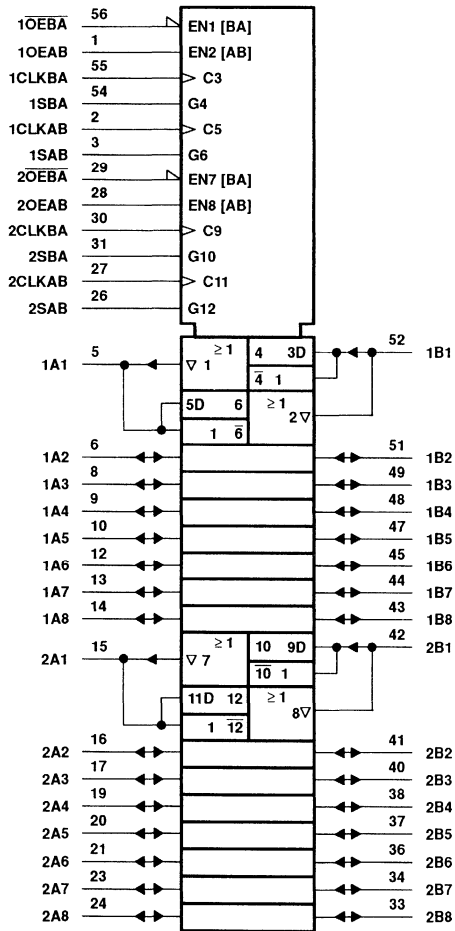 56
1O̅E̅B̅A̅ EN1 [BA]
1
1OEAB EN2 [AB]
55
1CLKBA C3
54
1SBA G4
2
1CLKAB C5
3
1SAB G6
29
2O̅E̅B̅A̅ EN7 [BA]
28
2OEAB EN8 [AB]
30
2CLKBA C9
31
2SBA G10
27
2CLKAB C11
26
2SAB G12
5 ≥ 1 4 3D 52
1A1 ▽ 1 4̅ 1 1B1
5D 6 ≥ 1
1 6̅ 2 ▽
6 51
1A2 1B2
8 49
1A3 1B3
9 48
1A4 1B4
10 47
1A5 1B5
12 45
1A6 1B6
13 44
1A7 1B7
14 43
1A8 1B8
15 ≥ 1 10 9D 42
2A1 ▽ 7 1̅0̅ 1 2B1
11D 12 ≥ 1
1 1̅2̅ 8 ▽
16 41
2A2 2B2
17 40
2A3 2B3
19 38
2A4 2B4
20 37
2A5 2B5
21 36
2A6 2B6
23 34
2A7 2B7
24 33
2A8 2B8